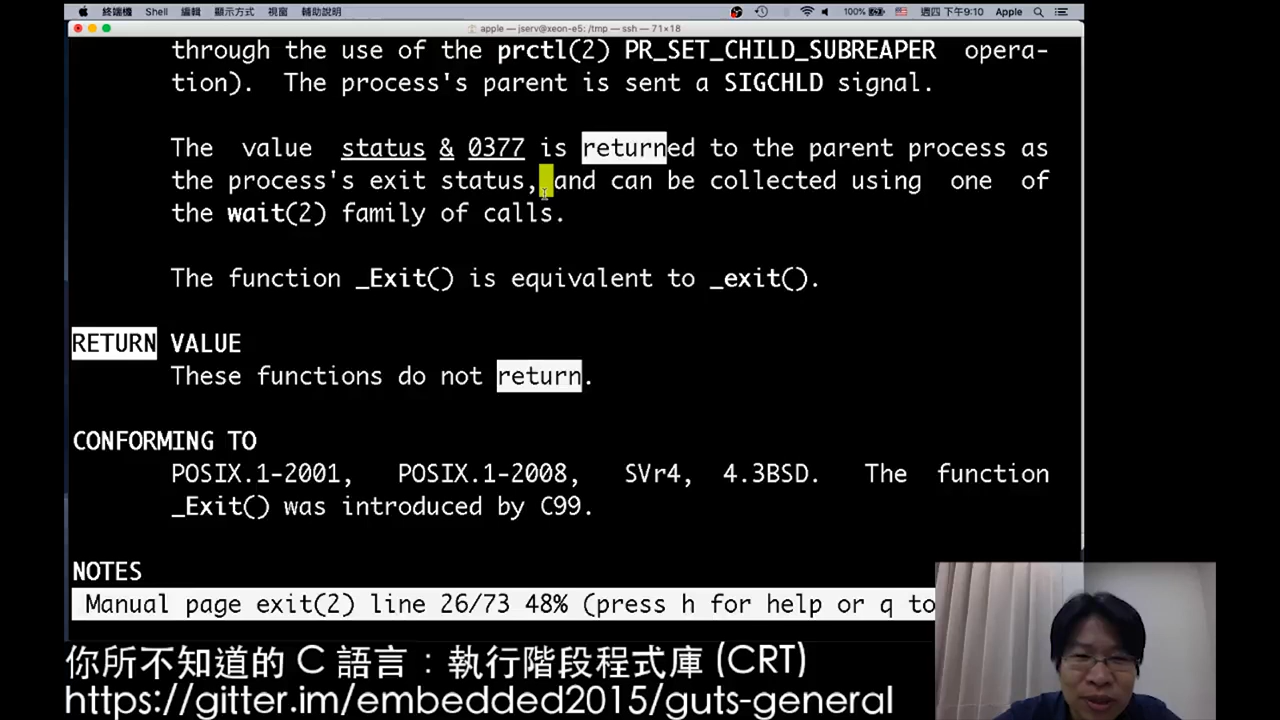 終端機 Shell 編輯 顯示方式 視窗 輔助說明 100% 週四 下午9:10 Apple
apple — jserv@xeon-e5: /tmp — ssh — 71×18
through the use of the prctl(2) PR_SET_CHILD_SUBREAPER opera-
tion). The process's parent is sent a SIGCHLD signal.
The value status & 0377 is returned to the parent process as
the process's exit status, and can be collected using one of
the wait(2) family of calls.
The function _Exit() is equivalent to _exit().
RETURN VALUE
These functions do not return.
CONFORMING TO
POSIX.1-2001, POSIX.1-2008, SVr4, 4.3BSD. The function
_Exit() was introduced by C99.
NOTES
Manual page exit(2) line 26/73 48% (press h for help or q to
你所不知道的 C 語言：執行階段程式庫 (CRT)
https://gitter.im/embedded2015/guts-general